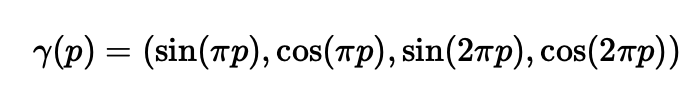 γ(p) = (sin(πp), cos(πp), sin(2πp), cos(2πp))